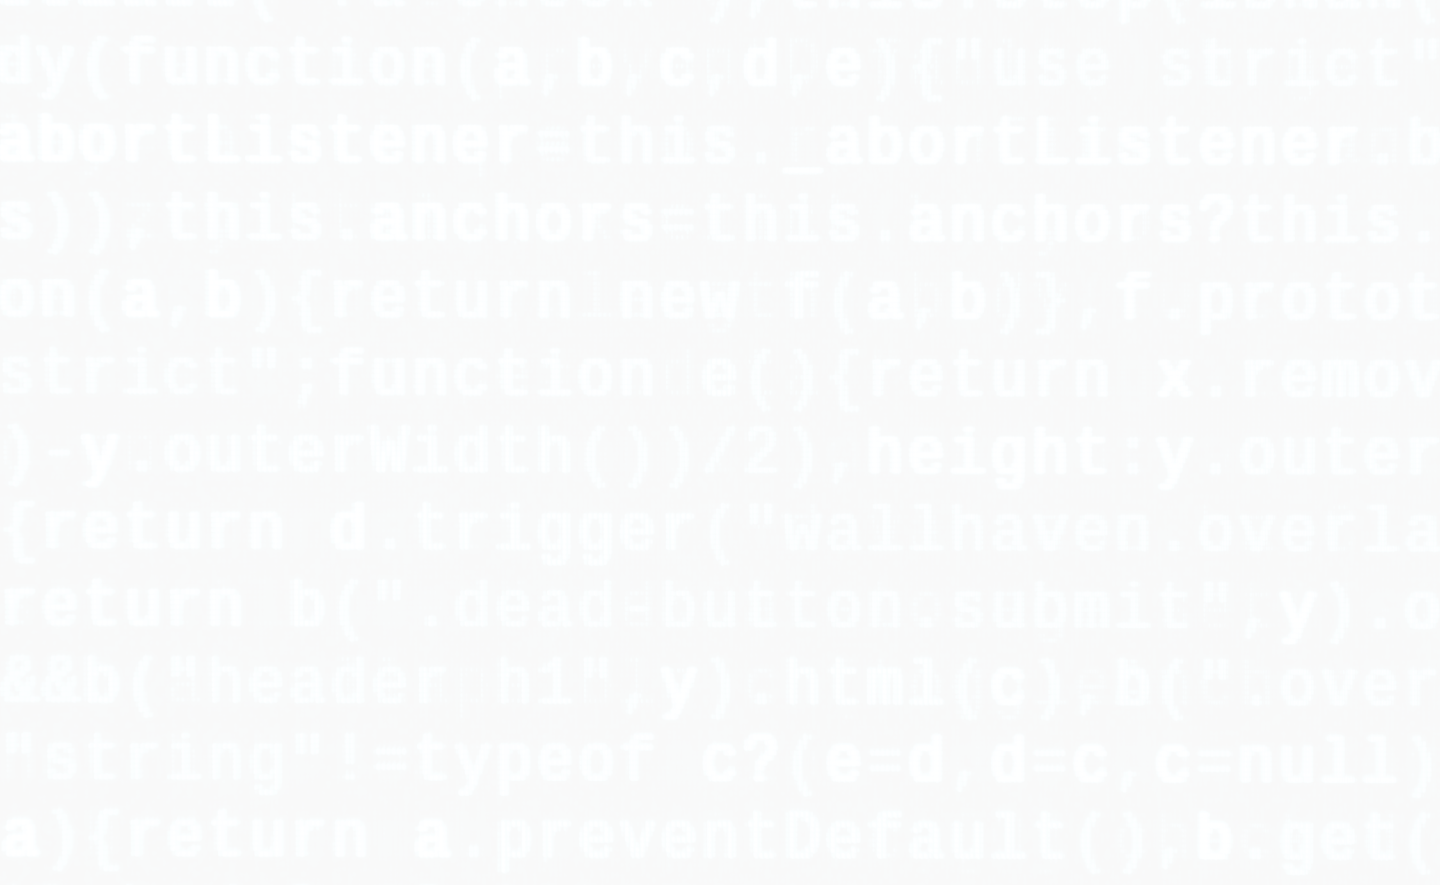 dy(function(a,b,c,d,e){"use strict"
abortListener=this._abortListener.b
s)),this.anchors=this.anchors?this.
on(a,b){return new f(a,b)},f.protot
strict";function e(){return x.remov
)-y.outerWidth())/2),height:y.outer
{return d.trigger("wallhaven.overla
return b(".dead-button:submit",y).o
&&b("header h1",y).html(c),b(".over
"string"!=typeof c?(e=d,d=c,c=null)
a){return a.preventDefault(),b.get(